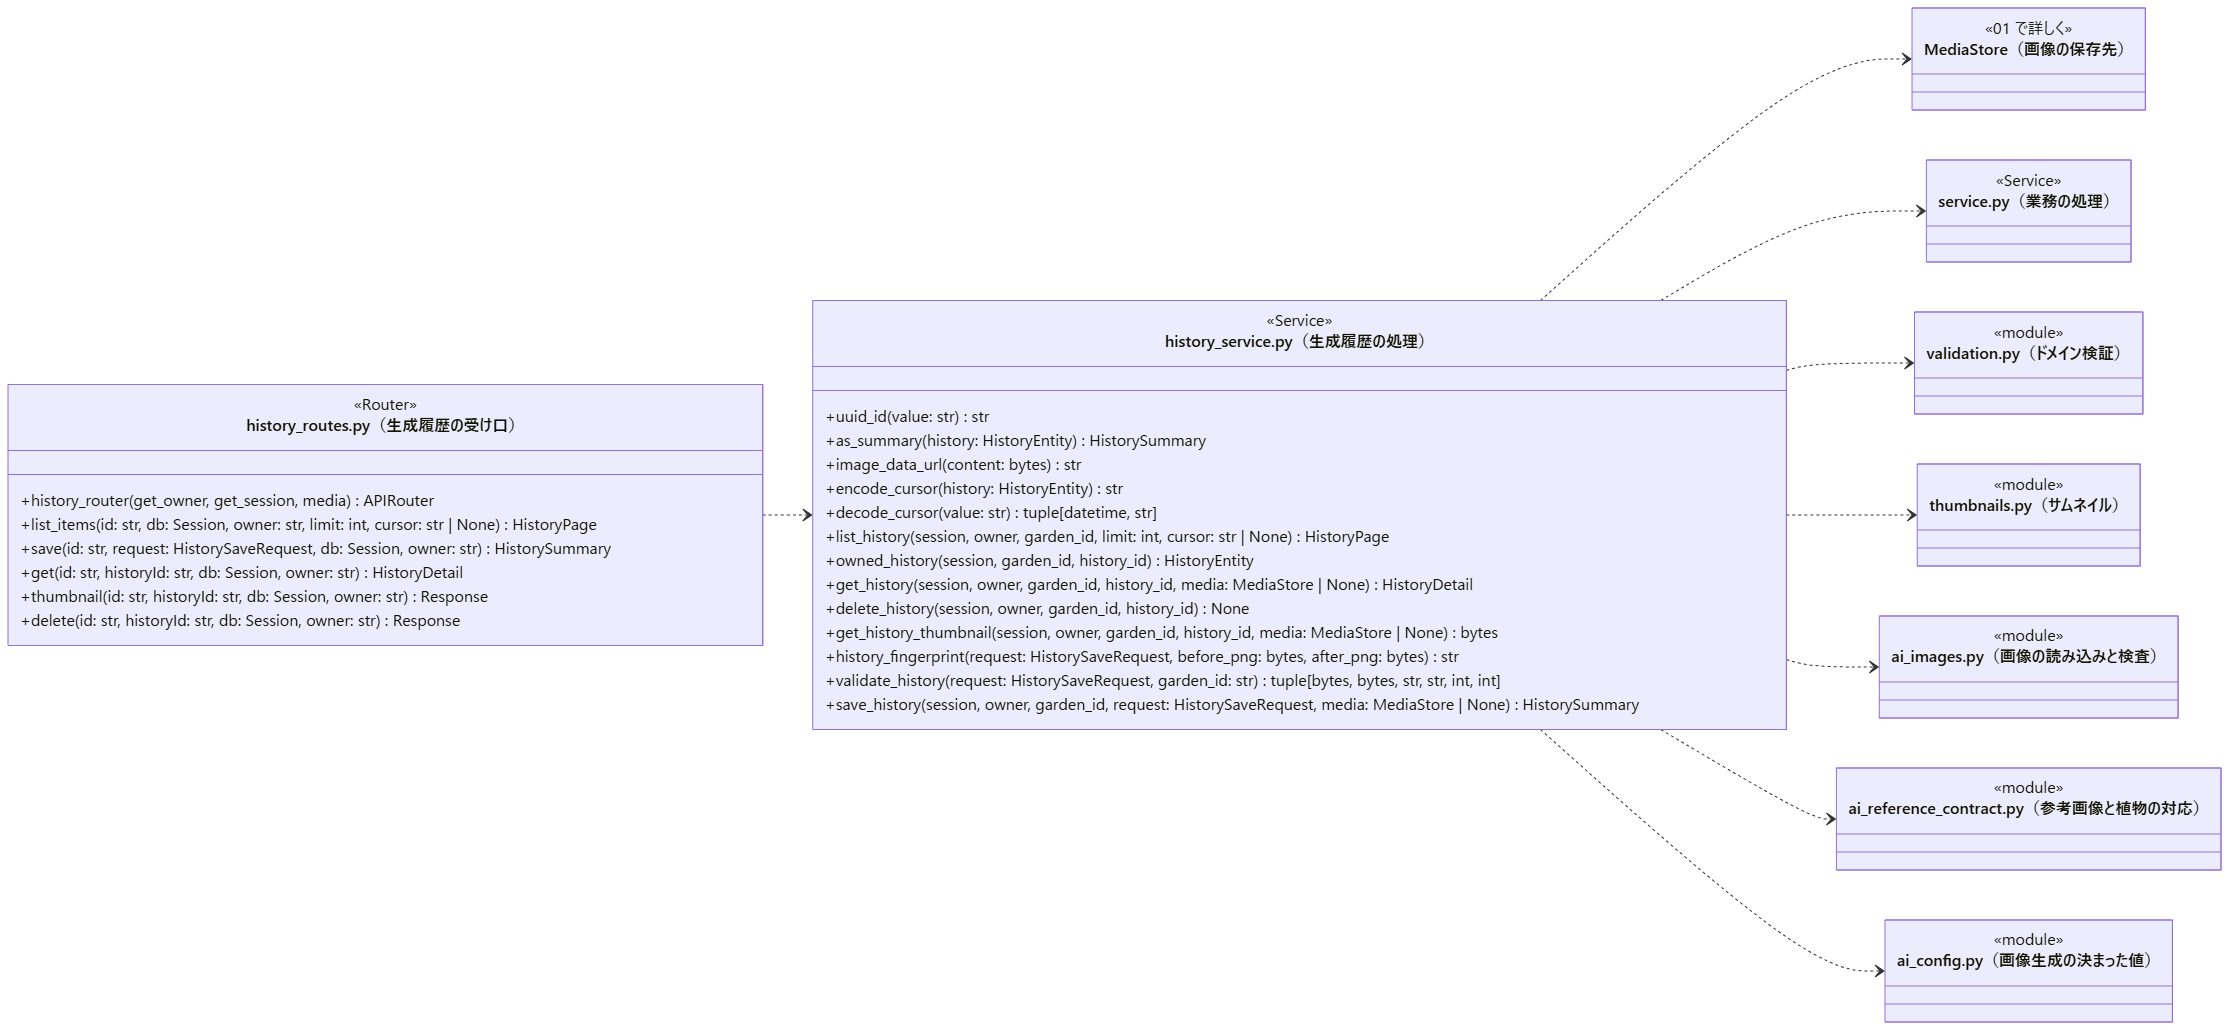 «Router»
history_routes.py（生成履歴の受け口）
+history_router(get_owner, get_session, media) : APIRouter
+list_items(id: str, db: Session, owner: str, limit: int, cursor: str | None) : HistoryPage
+save(id: str, request: HistorySaveRequest, db: Session, owner: str) : HistorySummary
+get(id: str, historyId: str, db: Session, owner: str) : HistoryDetail
+thumbnail(id: str, historyId: str, db: Session, owner: str) : Response
+delete(id: str, historyId: str, db: Session, owner: str) : Response
«Service»
history_service.py（生成履歴の処理）
+uuid_id(value: str) : str
+as_summary(history: HistoryEntity) : HistorySummary
+image_data_url(content: bytes) : str
+encode_cursor(history: HistoryEntity) : str
+decode_cursor(value: str) : tuple[datetime, str]
+list_history(session, owner, garden_id, limit: int, cursor: str | None) : HistoryPage
+owned_history(session, garden_id, history_id) : HistoryEntity
+get_history(session, owner, garden_id, history_id, media: MediaStore | None) : HistoryDetail
+delete_history(session, owner, garden_id, history_id) : None
+get_history_thumbnail(session, owner, garden_id, history_id, media: MediaStore | None) : bytes
+history_fingerprint(request: HistorySaveRequest, before_png: bytes, after_png: bytes) : str
+validate_history(request: HistorySaveRequest, garden_id: str) : tuple[bytes, bytes, str, str, int, int]
+save_history(session, owner, garden_id, request: HistorySaveRequest, media: MediaStore | None) : HistorySummary
«01 で詳しく»
MediaStore（画像の保存先）
«Service»
service.py（業務の処理）
«module»
validation.py（ドメイン検証）
«module»
thumbnails.py（サムネイル）
«module»
ai_images.py（画像の読み込みと検査）
«module»
ai_reference_contract.py（参考画像と植物の対応）
«module»
ai_config.py（画像生成の決まった値）